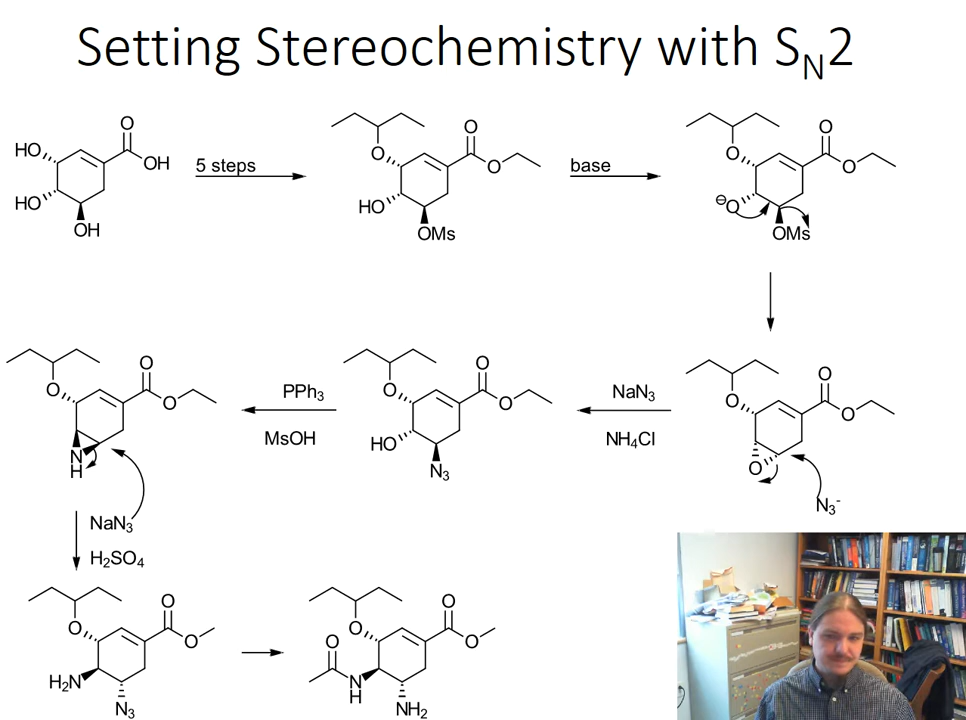 Setting Stereochemistry with SN2
HO
O
OH
HO
OH
5 steps
O
O
O
HO
OMs
base
O
O
O
⊖O
OMs
O
O
O
N
H
NaN3
H2SO4
PPh3
MsOH
O
O
O
HO
N3
NaN3
NH4Cl
O
O
O
O
N3-
O
O
O
H2N
N3
O
O
O
O
N
H
NH2